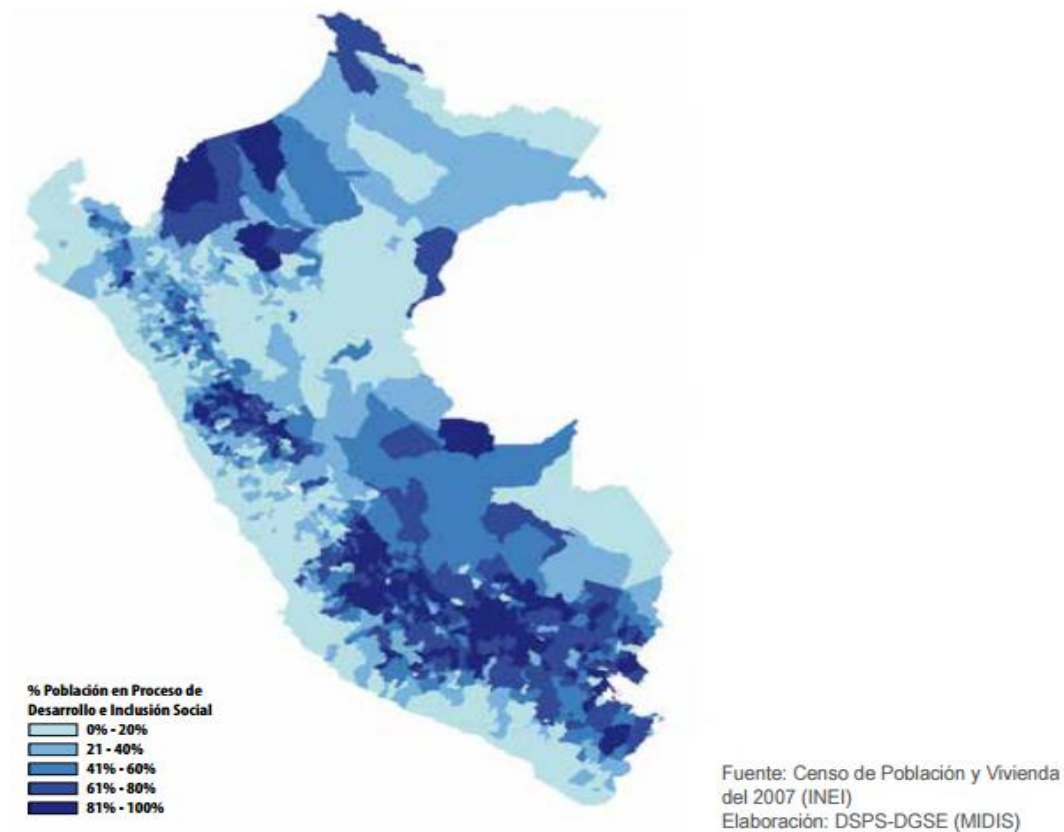 % Población en Proceso de
Desarrollo e Inclusión Social
0% - 20%
21 - 40%
41% - 60%
61% - 80%
81% - 100%
Fuente: Censo de Población y Vivienda
del 2007 (INEI)
Elaboración: DSPS-DGSE (MIDIS)